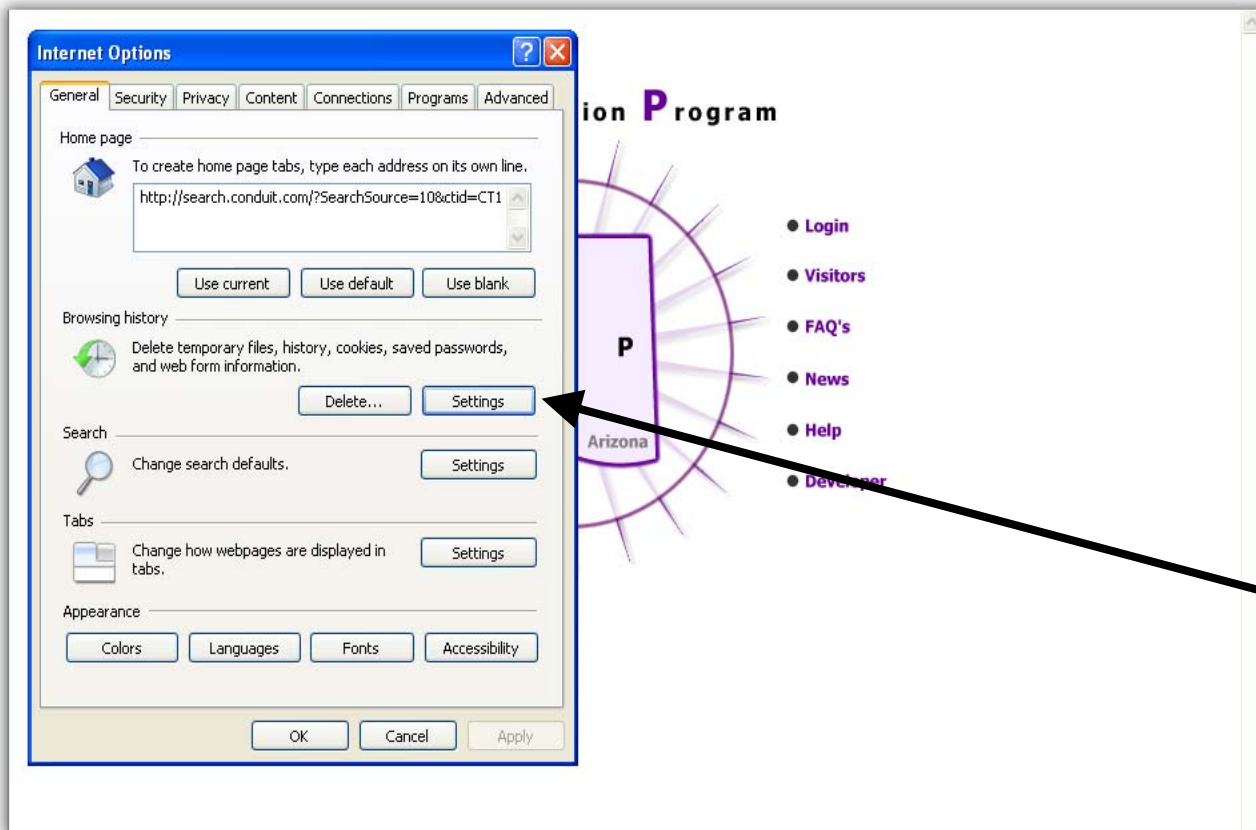 Internet Options
General Security Privacy Content Connections Programs Advanced
Home page
To create home page tabs, type each address on its own line.
http://search.conduit.com/?SearchSource=10&ctid=CT1
Use current Use default Use blank
Browsing history
Delete temporary files, history, cookies, saved passwords,
and web form information.
Delete... Settings
Search
Change search defaults. Settings
Tabs
Change how webpages are displayed in
tabs.
Settings
Appearance
Colors Languages Fonts Accessibility
OK Cancel Apply
ion Program
P
Arizona
Login
Visitors
FAQ's
News
Help
Developer